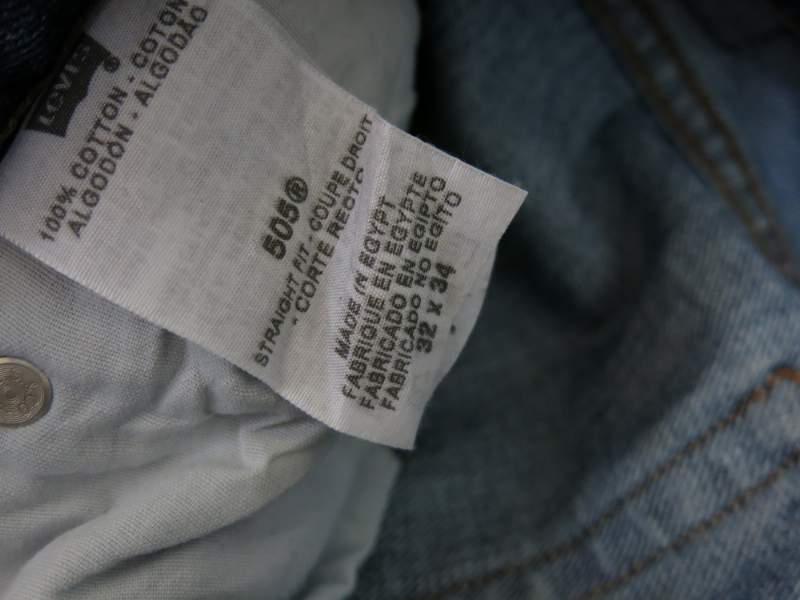 LEVI'S®
100% COTTON - COTON
ALGODÓN - ALGODÃO
505®
STRAIGHT FIT - COUPE DROIT
- CORTE RECTO
MADE IN EGYPT
FABRIQUE EN EGYPTE
FABRICADO EN EGIPTO
FABRICADO NO EGITO
32 X 34